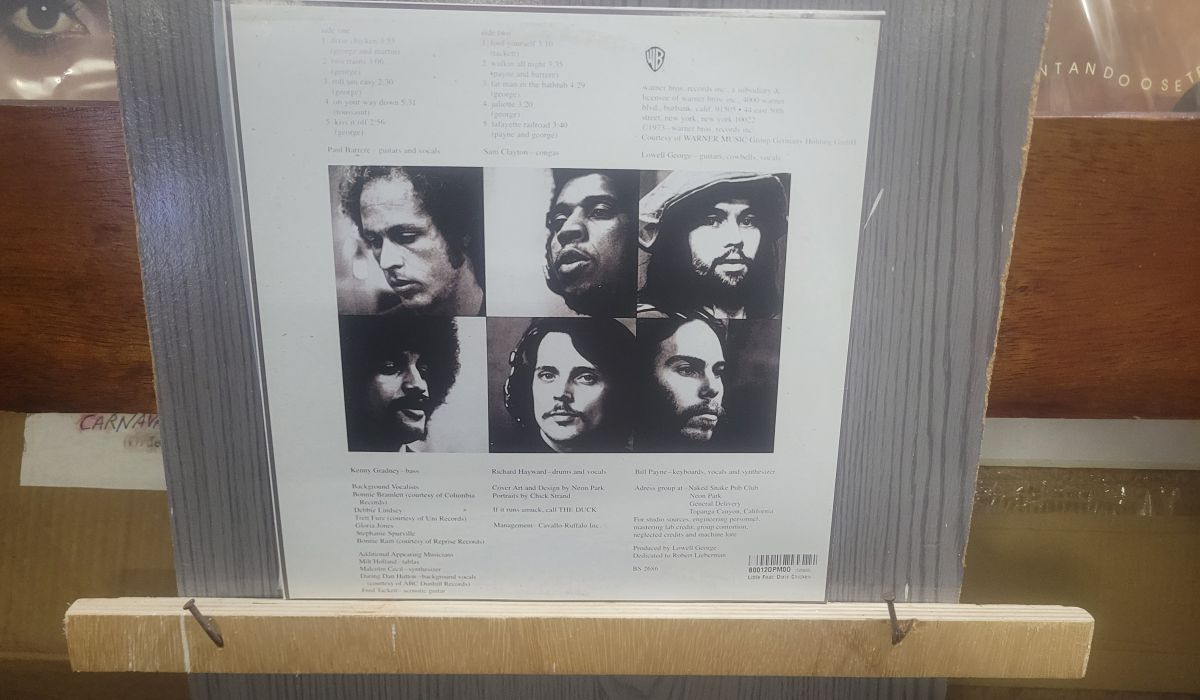 side one
1. dixie chicken 3:55
(george and martin)
2. two trains 3:06
(george)
3. roll um easy 2:30
(george)
4. on your way down 5:31
(toussaint)
5. kiss it off 2:56
(george)
Paul Barrere – guitars and vocals
side two
1. fool yourself 3:10
(tackett)
2. walkin all night 3:35
(payne and barrere)
3. fat man in the bathtub 4:29
(george)
4. juliette 3:20
(george)
5. lafayette railroad 3:40
(payne and george)
Sam Clayton – congas
WB
warner bros. records inc., a subsidiary &
licensee of warner bros. inc., 4000 warner
blvd., burbank, calif. 91505 • 44 east 50th
street, new york, new york 10022
©1973 – warner bros. records inc.
Courtesy of WARNER MUSIC Group Germany Holding GmbH
Lowell George – guitars, cowbells, vocals
Kenny Gradney – bass
Background Vocalists
Bonnie Bramlett (courtesy of Columbia
Records)
Debbie Lindsey
Tret Fure (courtesy of Uni Records)
Gloria Jones
Stephanie Spurville
Bonnie Raitt (courtesy of Reprise Records)
Additional Appearing Musicians
Milt Holland – tablas
Malcolm Cecil – synthesizer
Danny Hutton – background vocals
(courtesy of ABC Dunhill Records)
Fred Tackett – acoustic guitar
Richard Hayward – drums and vocals
Cover Art and Design by Neon Park
Portraits by Chick Strand
If it runs amuck, call THE DUCK
Management – Cavallo-Ruffalo Inc.
Bill Payne – keyboards, vocals and synthesizer
Adress group at – Naked Snake Pub Club
Neon Park
General Delivery
Topanga Canyon, California
For studio sources, engineering personnel,
mastering lab credit, group contortion,
neglected credits and machine lore
Produced by Lowell George
Dedicated to Robert Lieberman
BS 2686
800120PM00
Little Feat: Dixie Chicken
NTANDO O SET
CARNAV